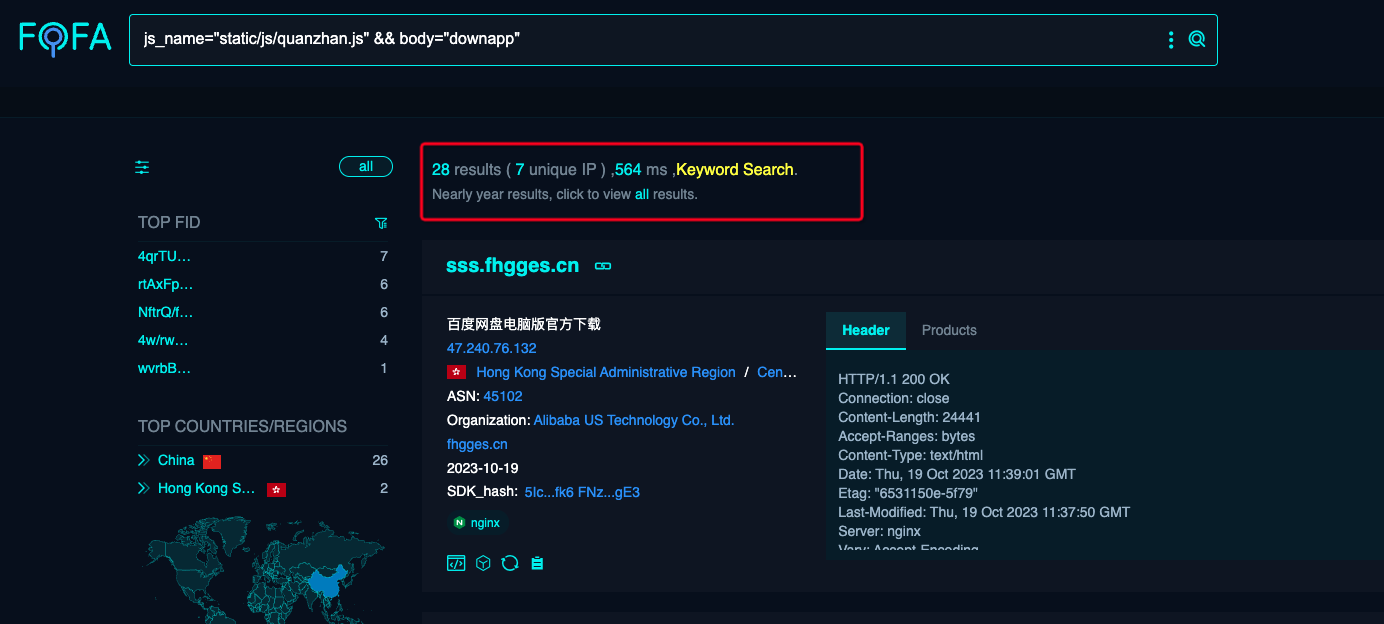 FOFA
js_name="static/js/quanzhan.js" && body="downapp"
all
28 results ( 7 unique IP ) ,564 ms ,Keyword Search.
Nearly year results, click to view all results.
TOP FID
4qrTU... 7
rtAxFp... 6
NftrQ/f... 6
4w/rw... 4
wvrbB... 1
TOP COUNTRIES/REGIONS
China 26
Hong Kong S... 2
sss.fhgges.cn
百度网盘电脑版官方下载
47.240.76.132
Hong Kong Special Administrative Region / Cen...
ASN: 45102
Organization: Alibaba US Technology Co., Ltd.
fhgges.cn
2023-10-19
SDK_hash: 5Ic...fk6 FNz...gE3
N nginx
Header Products
HTTP/1.1 200 OK
Connection: close
Content-Length: 24441
Accept-Ranges: bytes
Content-Type: text/html
Date: Thu, 19 Oct 2023 11:39:01 GMT
Etag: "6531150e-5f79"
Last-Modified: Thu, 19 Oct 2023 11:37:50 GMT
Server: nginx
Vary: Accept-Encoding